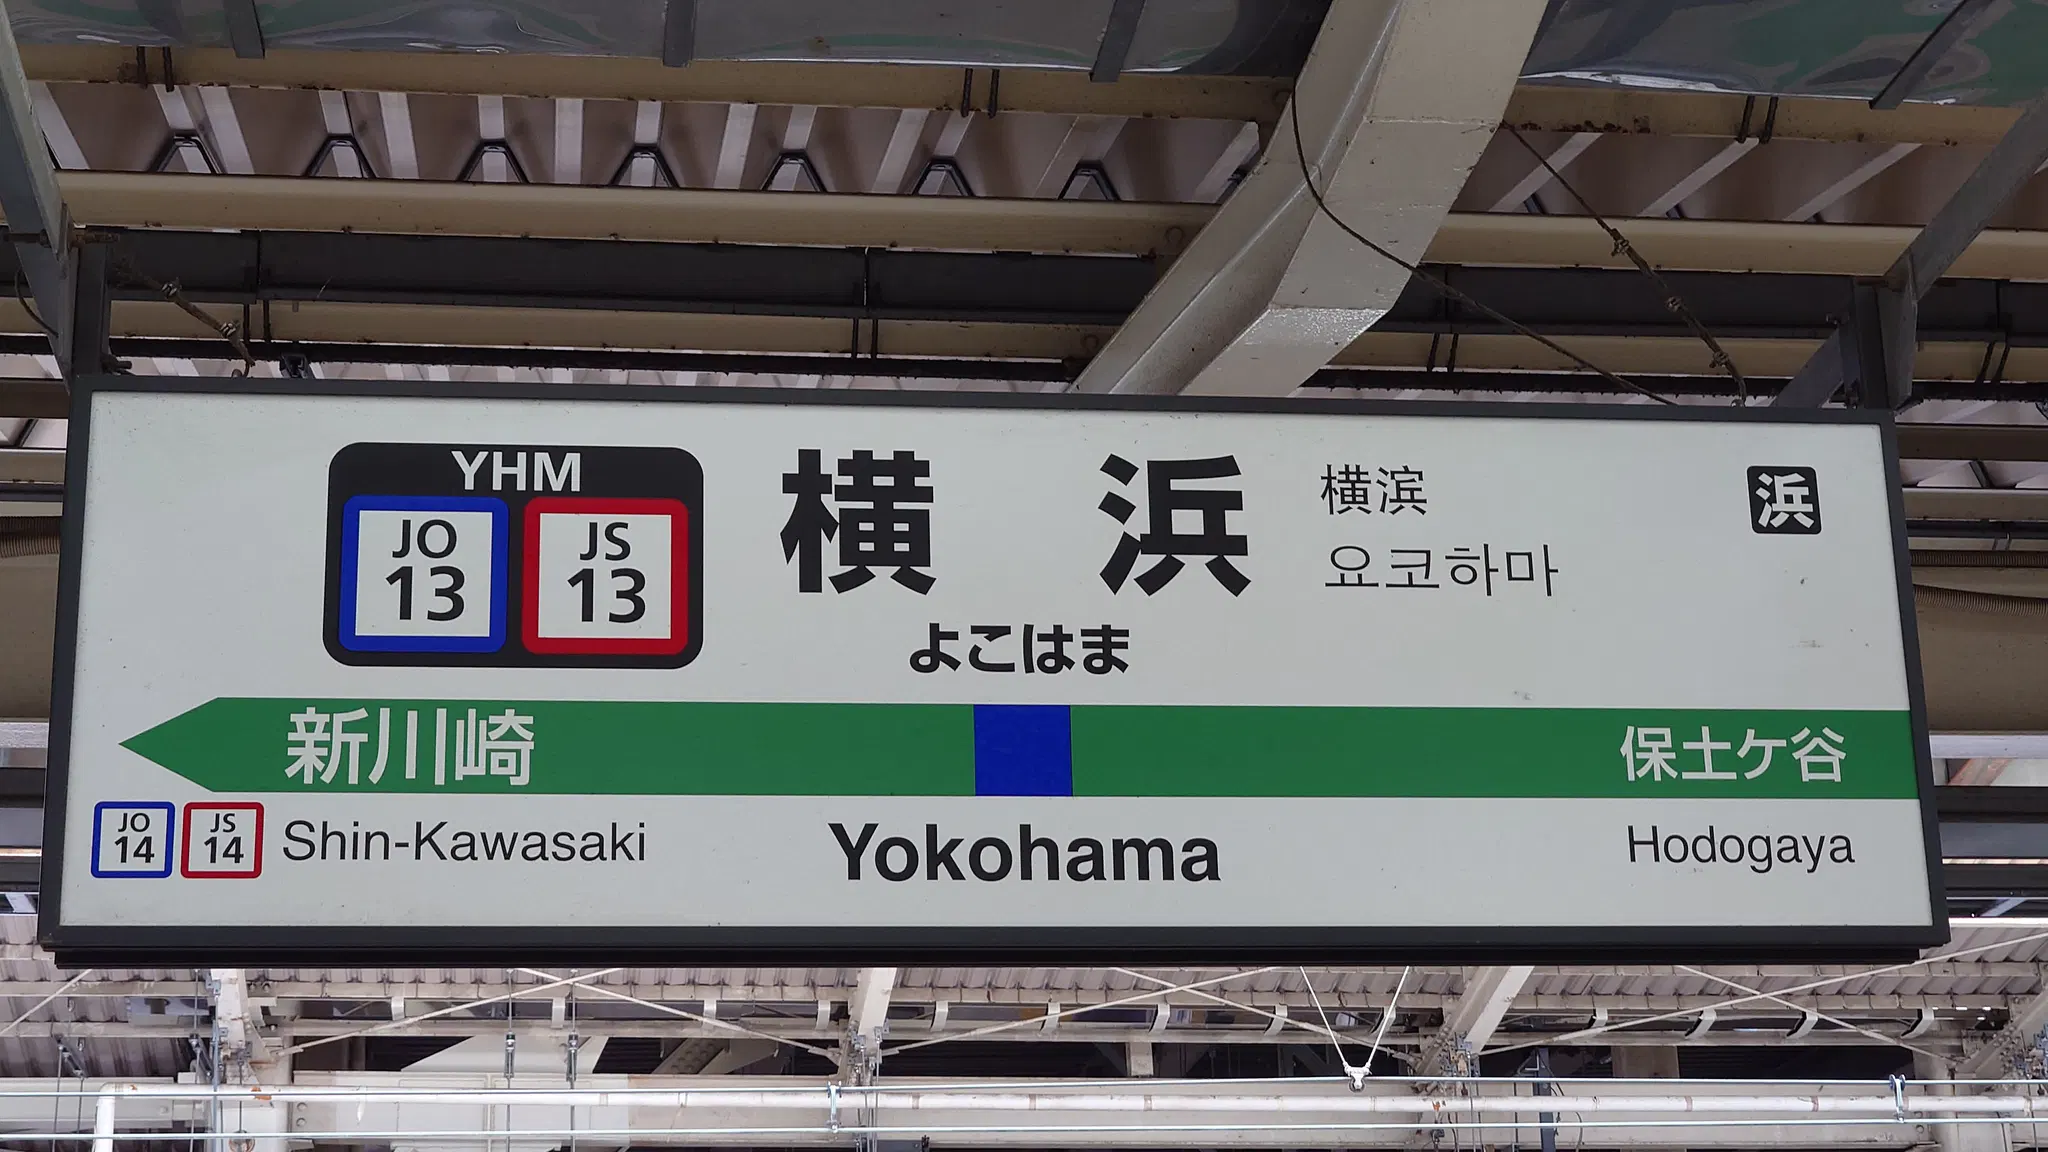 YHM
JO
13
JS
13
横浜
横滨
요코하마
浜
よこはま
新川崎
保土ケ谷
JO
14
JS
14
Shin-Kawasaki
Yokohama
Hodogaya